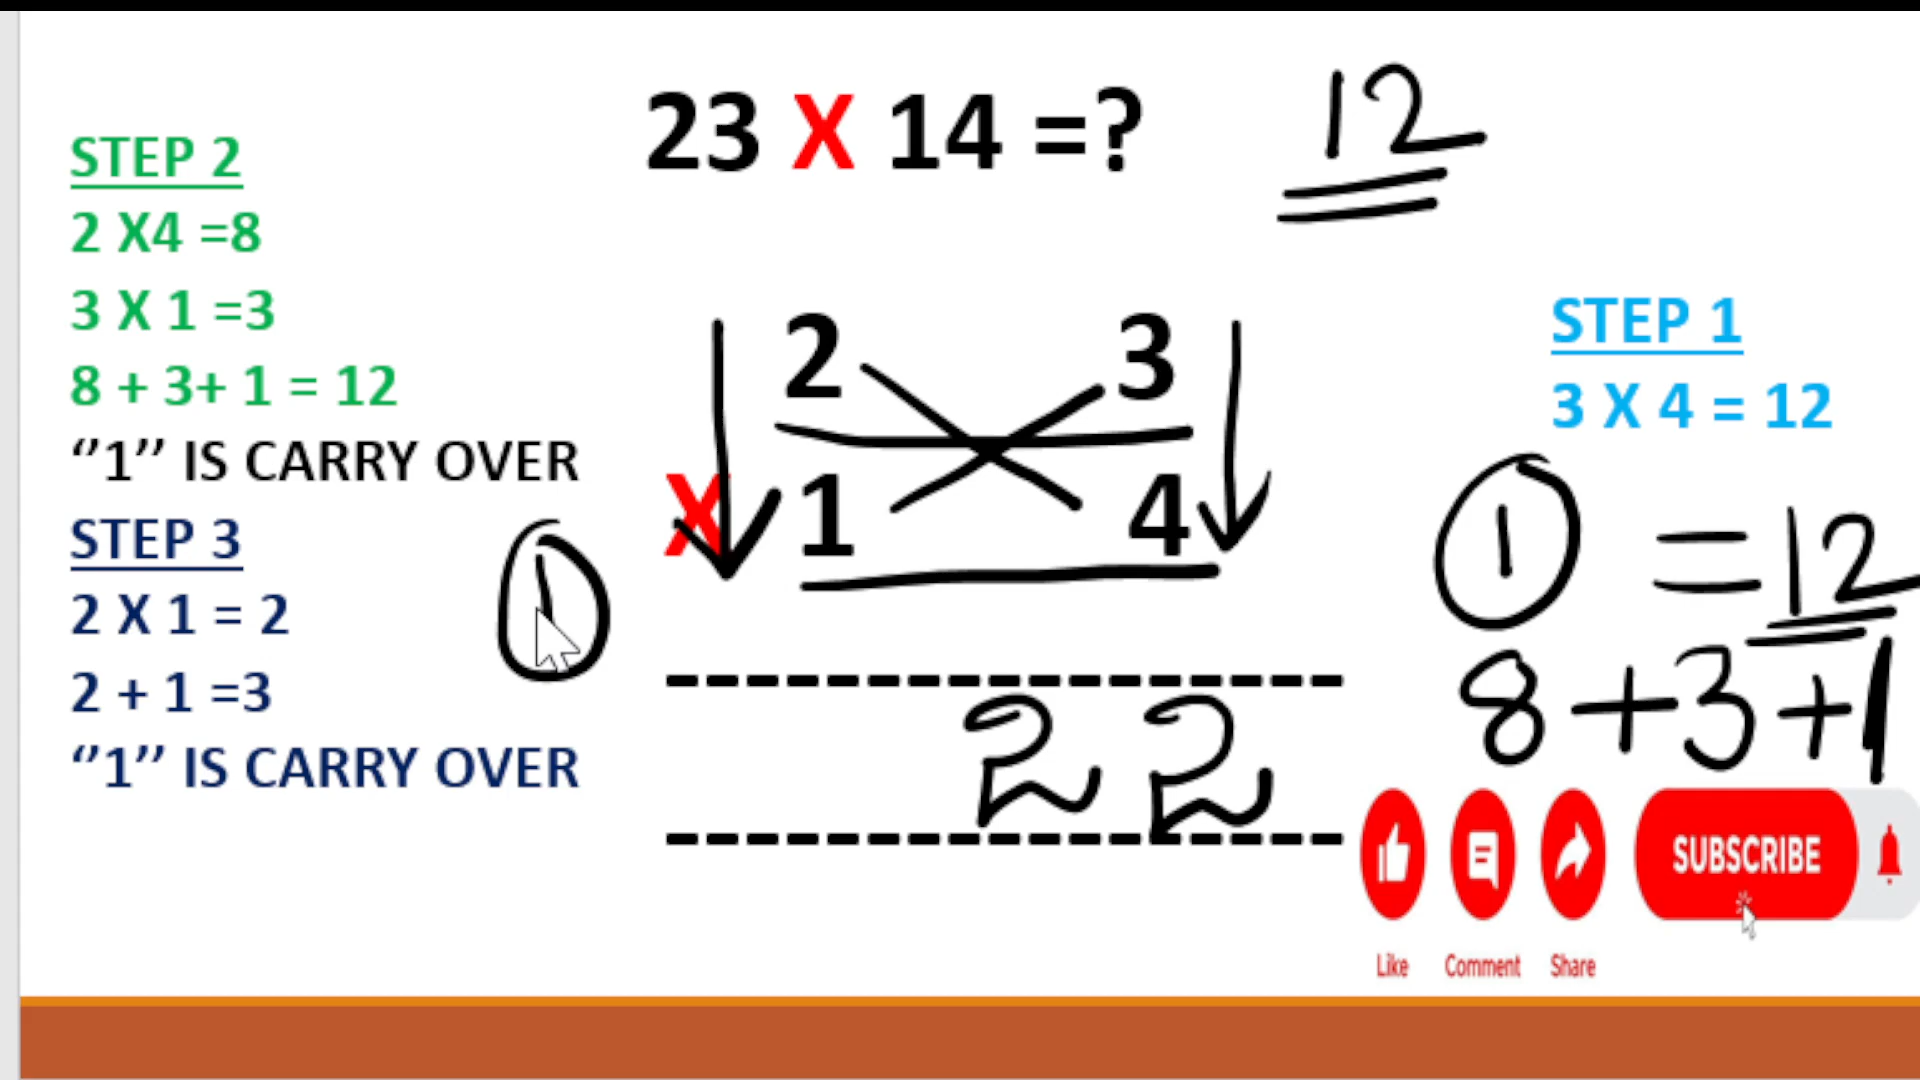 23 X 14 =?
12
STEP 2
2 X4 =8
3 X 1 =3
8 + 3+ 1 = 12
‘’1’’ IS CARRY OVER
STEP 3
2 X 1 = 2
2 + 1 =3
‘’1’’ IS CARRY OVER
1
2 3
X 1 4
22
STEP 1
3 X 4 = 12
1 = 12
8+3+1
SUBSCRIBE
Like Comment Share